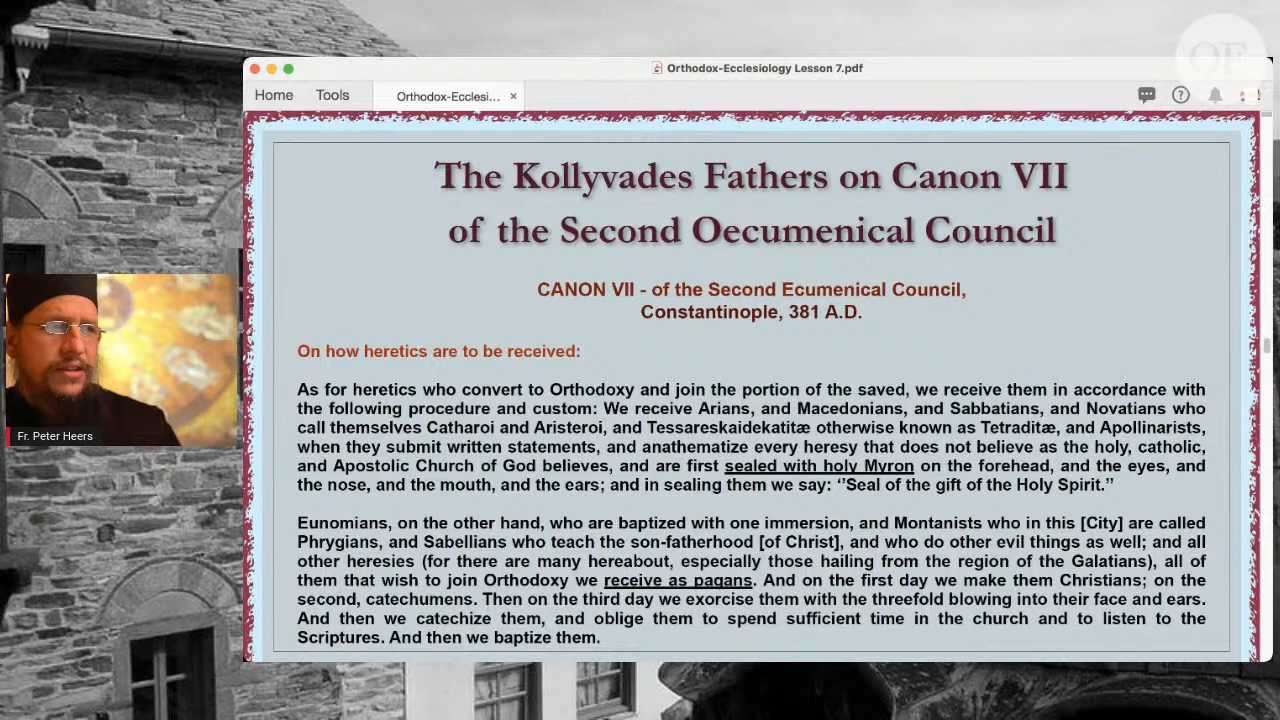 OE
Orthodox-Ecclesiology Lesson 7.pdf
Home Tools Orthodox-Ecclesi... ×
The Kollyvades Fathers on Canon VII
of the Second Oecumenical Council
CANON VII - of the Second Ecumenical Council,
Constantinople, 381 A.D.
On how heretics are to be received:
As for heretics who convert to Orthodoxy and join the portion of the saved, we receive them in accordance with
the following procedure and custom: We receive Arians, and Macedonians, and Sabbatians, and Novatians who
call themselves Catharoi and Aristeroi, and Tessareskaidekatitæ otherwise known as Tetraditæ, and Apollinarists,
when they submit written statements, and anathematize every heresy that does not believe as the holy, catholic,
and Apostolic Church of God believes, and are first sealed with holy Myron on the forehead, and the eyes, and
the nose, and the mouth, and the ears; and in sealing them we say: ‘’Seal of the gift of the Holy Spirit.’’
Eunomians, on the other hand, who are baptized with one immersion, and Montanists who in this [City] are called
Phrygians, and Sabellians who teach the son-fatherhood [of Christ], and who do other evil things as well; and all
other heresies (for there are many hereabout, especially those hailing from the region of the Galatians), all of
them that wish to join Orthodoxy we receive as pagans. And on the first day we make them Christians; on the
second, catechumens. Then on the third day we exorcise them with the threefold blowing into their face and ears.
And then we catechize them, and oblige them to spend sufficient time in the church and to listen to the
Scriptures. And then we baptize them.
Fr. Peter Heers